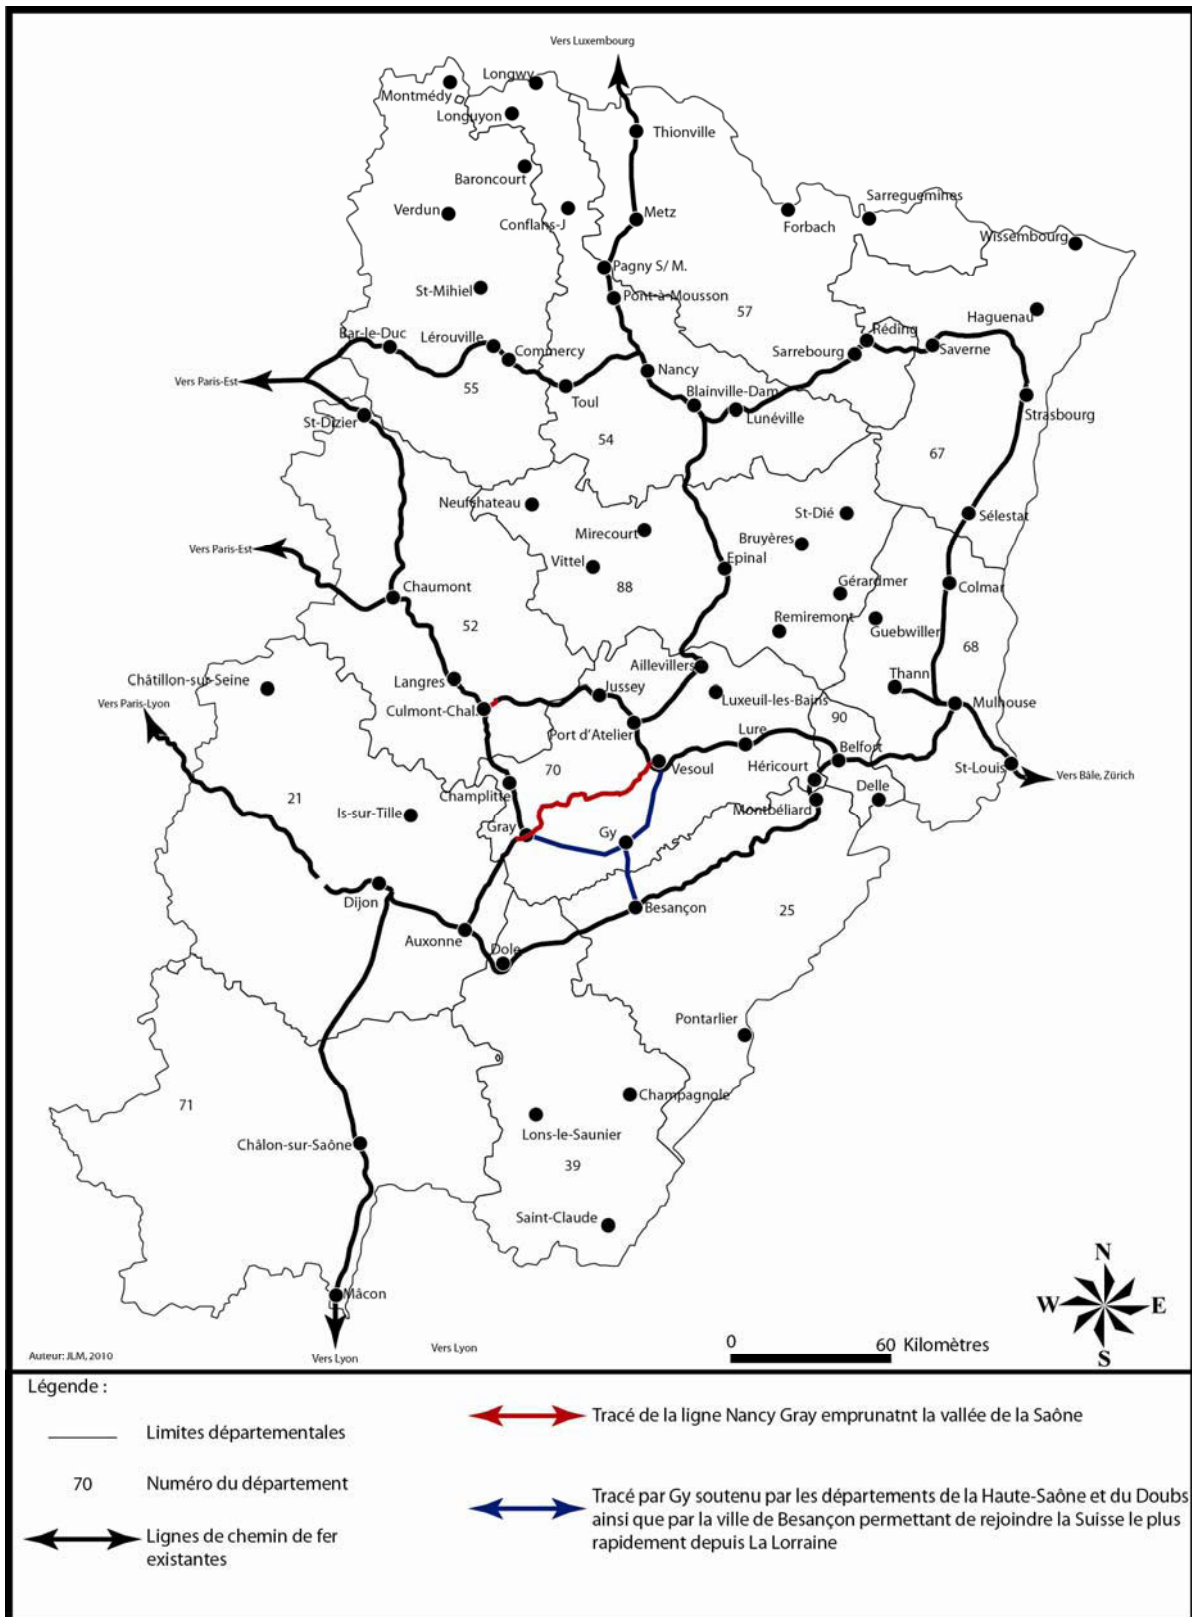 Vers Luxembourg
Longwy
Montmédy
Longuyon
Thionville
Baroncourt
Sarreguemines
Verdun
Metz
Conflans-J
Forbach
Wissembourg
Pagny S/ M.
St-Mihiel
Pont-à-Mousson
57
Haguenau
Bar-le-Duc
Lérouville
Réding
Commercy
Sarrebourg
Saverne
Nancy
Vers Paris-Est
55
Blainville-Dam
Toul
Lunéville
Strasbourg
St-Dizier
54
67
Neufchateau
St-Dié
Sélestat
Mirecourt
Bruyères
Vers Paris-Est
Vittel
Epinal
Gérardmer
Chaumont
88
Colmar
Remiremont
52
Guebwiller
68
Aillevillers
Thann
Châtillon-sur-Seine
Langres
Jussey
Luxeuil-les-Bains
Mulhouse
Vers Paris-Lyon
Culmont-Chal.
90
Port d'Atelier
Lure
Belfort
70
Vesoul
Héricourt
St-Louis
Vers Bâle, Zürich
21
Champlitte
Delle
Is-sur-Tille
Montbéliard
Gray
Gy
Dijon
Besançon
25
Auxonne
Dole
Pontarlier
Champagnole
71
Lons-le-Saunier
Châlon-sur-Saône
39
Saint-Claude
N
Mâcon
W
E
S
0
60 Kilomètres
Vers Lyon
Auteur: JLM, 2010
Vers Lyon
Légende :
Limites départementales
70
Numéro du département
Lignes de chemin de fer
existantes
Tracé de la ligne Nancy Gray emprunatnt la vallée de la Saône
Tracé par Gy soutenu par les départements de la Haute-Saône et du Doubs
ainsi que par la ville de Besançon permettant de rejoindre la Suisse le plus
rapidement depuis La Lorraine